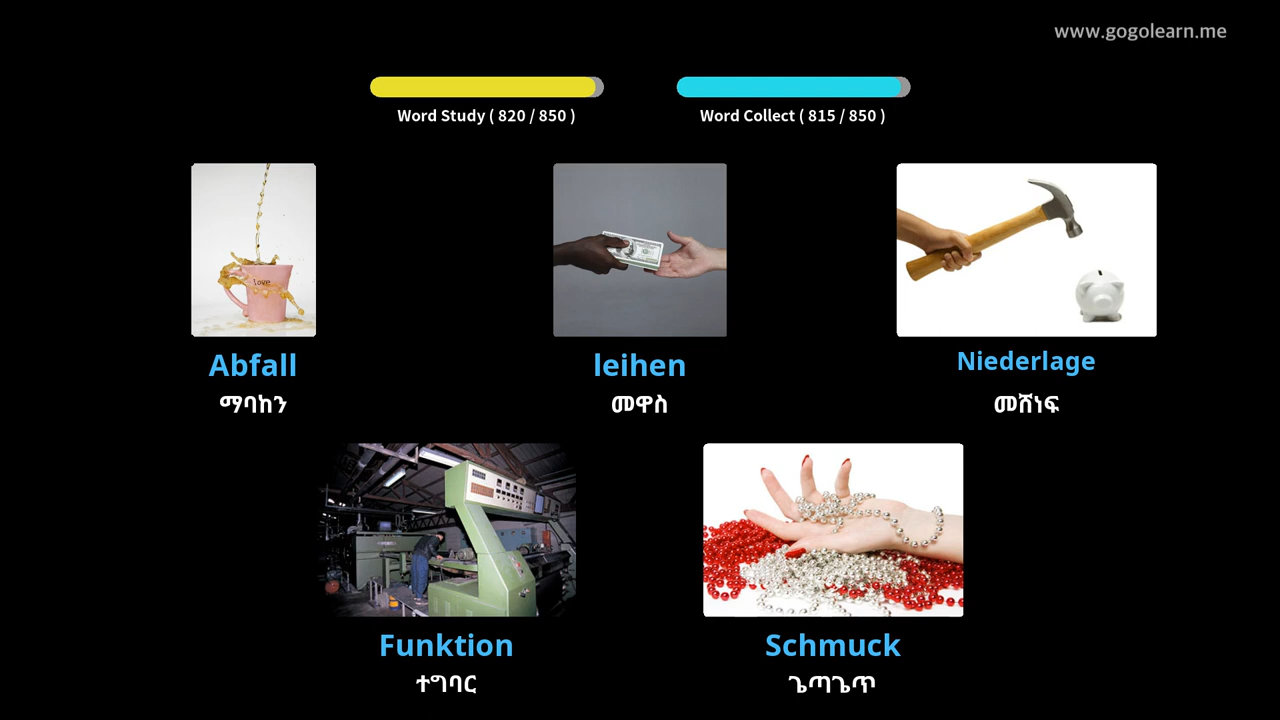 www.gogolearn.me
Word Study ( 820 / 850 )
Word Collect ( 815 / 850 )
love
Abfall
ማባከን
leihen
መዋስ
Niederlage
መሸነፍ
Funktion
ተግባር
Schmuck
ጌጣጌጥ